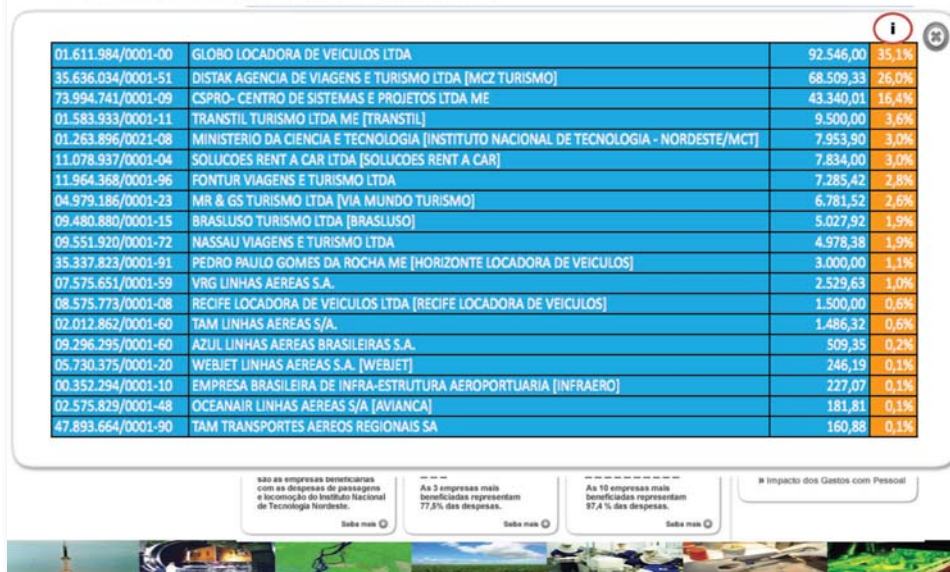 i
01.611.984/0001-00 GLOBO LOCADORA DE VEICULOS LTDA 92.546,00 35,1%
35.636.034/0001-51 DISTAK AGENCIA DE VIAGENS E TURISMO LTDA [MCZ TURISMO] 68.509,33 26,0%
73.994.741/0001-09 CSPRO- CENTRO DE SISTEMAS E PROJETOS LTDA ME 43.340,01 16,4%
01.583.933/0001-11 TRANSTIL TURISMO LTDA ME [TRANSTIL] 9.500,00 3,6%
01.263.896/0021-08 MINISTERIO DA CIENCIA E TECNOLOGIA [INSTITUTO NACIONAL DE TECNOLOGIA - NORDESTE/MCT] 7.953,90 3,0%
11.078.937/0001-04 SOLUCOES RENT A CAR LTDA [SOLUCOES RENT A CAR] 7.834,00 3,0%
11.964.368/0001-96 FONTUR VIAGENS E TURISMO LTDA 7.285,42 2,8%
04.979.186/0001-23 MR & GS TURISMO LTDA [VIA MUNDO TURISMO] 6.781,52 2,6%
09.480.880/0001-15 BRASLUSO TURISMO LTDA [BRASLUSO] 5.027,92 1,9%
09.551.920/0001-72 NASSAU VIAGENS E TURISMO LTDA 4.978,38 1,9%
35.337.823/0001-91 PEDRO PAULO GOMES DA ROCHA ME [HORIZONTE LOCADORA DE VEICULOS] 3.000,00 1,1%
07.575.651/0001-59 VRG LINHAS AEREAS S.A. 2.529,63 1,0%
08.575.773/0001-08 RECIFE LOCADORA DE VEICULOS LTDA [RECIFE LOCADORA DE VEICULOS] 1.500,00 0,6%
02.012.862/0001-60 TAM LINHAS AEREAS S/A. 1.486,32 0,6%
09.296.295/0001-60 AZUL LINHAS AEREAS BRASILEIRAS S.A. 509,35 0,2%
05.730.375/0001-20 WEBJET LINHAS AEREAS S.A. [WEBJET] 246,19 0,1%
00.352.294/0001-10 EMPRESA BRASILEIRA DE INFRA-ESTRUTURA AEROPORTUARIA [INFRAERO] 227,07 0,1%
02.575.829/0001-48 OCEANAIR LINHAS AEREAS S/A [AVIANCA] 181,81 0,1%
47.893.664/0001-90 TAM TRANSPORTES AEREOS REGIONAIS SA 160,88 0,1%
são as empresas beneficiárias
com as despesas de passagens
e locomoção do Instituto Nacional
de Tecnologia Nordeste.
Saiba mais
As 3 empresas mais
beneficiadas representam
77,5% das despesas.
Saiba mais
As 10 empresas mais
beneficiadas representam
97,4 % das despesas.
Saiba mais
» Impacto dos Gastos com Pessoal